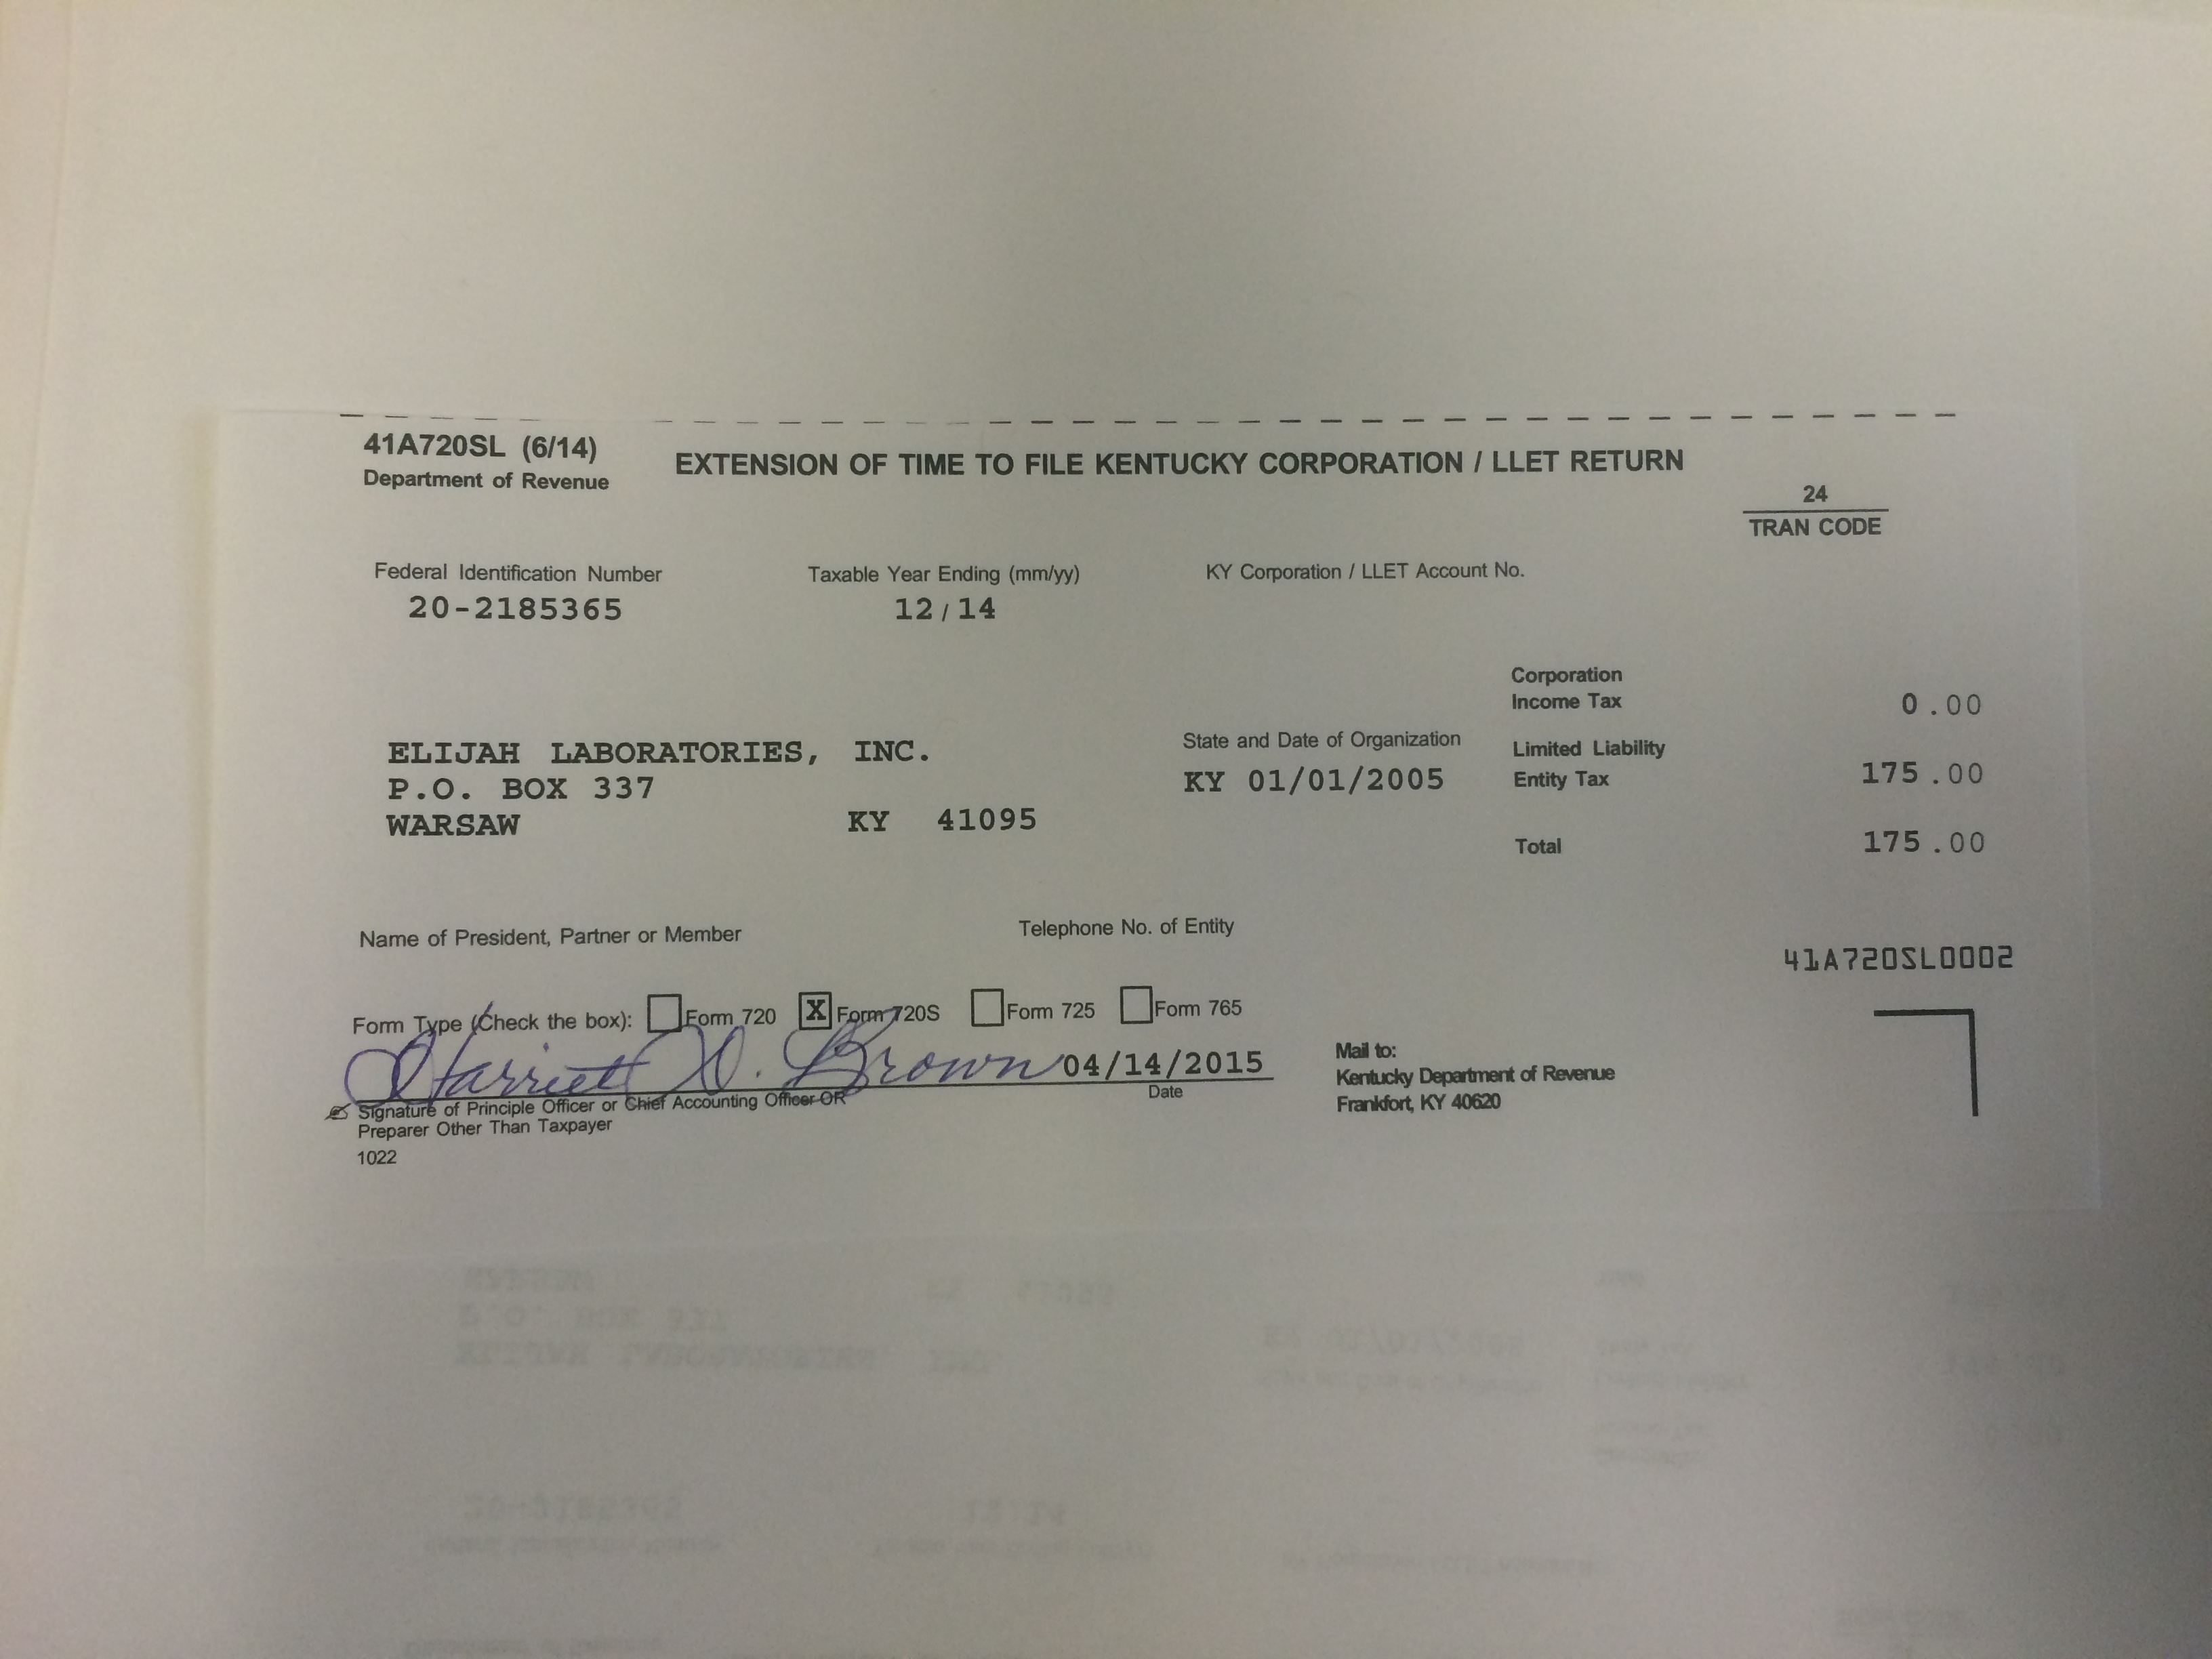 41A720SL (6/14)
Department of Revenue
EXTENSION OF TIME TO FILE KENTUCKY CORPORATION / LLET RETURN
24
TRAN CODE
Federal Identification Number
20-2185365
Taxable Year Ending (mm/yy)
12/14
KY Corporation / LLET Account No.
ELIJAH LABORATORIES, INC.
P.O. BOX 337
WARSAW KY 41095
State and Date of Organization
KY 01/01/2005
Corporation
Income Tax 0.00
Limited Liability
Entity Tax 175.00
Total 175.00
Name of President, Partner or Member
Telephone No. of Entity
41A720SL0002
Form Type (Check the box): Form 720 X Form 720S Form 725 Form 765
Harriett D. Brown 04/14/2015
Date
Signature of Principle Officer or Chief Accounting Officer OR
Preparer Other Than Taxpayer
1022
Mail to:
Kentucky Department of Revenue
Frankfort, KY 40620